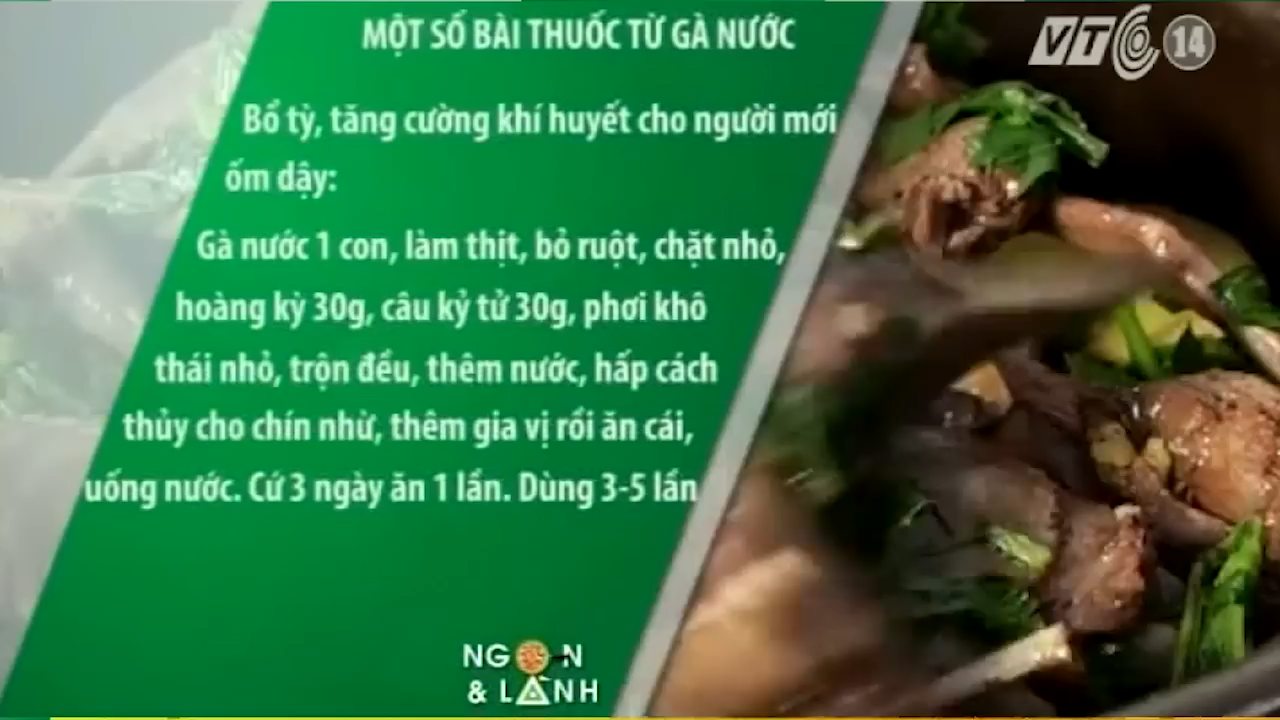 MỘT SỐ BÀI THUỐC TỪ GÀ NƯỚC
VTC 14
Bổ tỳ, tăng cường khí huyết cho người mới
ốm dậy:
Gà nước 1 con, làm thịt, bỏ ruột, chặt nhỏ,
hoàng kỳ 30g, câu kỷ tử 30g, phơi khô
thái nhỏ, trộn đều, thêm nước, hấp cách
thủy cho chín nhừ, thêm gia vị rồi ăn cái,
uống nước. Cứ 3 ngày ăn 1 lần. Dùng 3-5 lần
NGON
& LÀNH